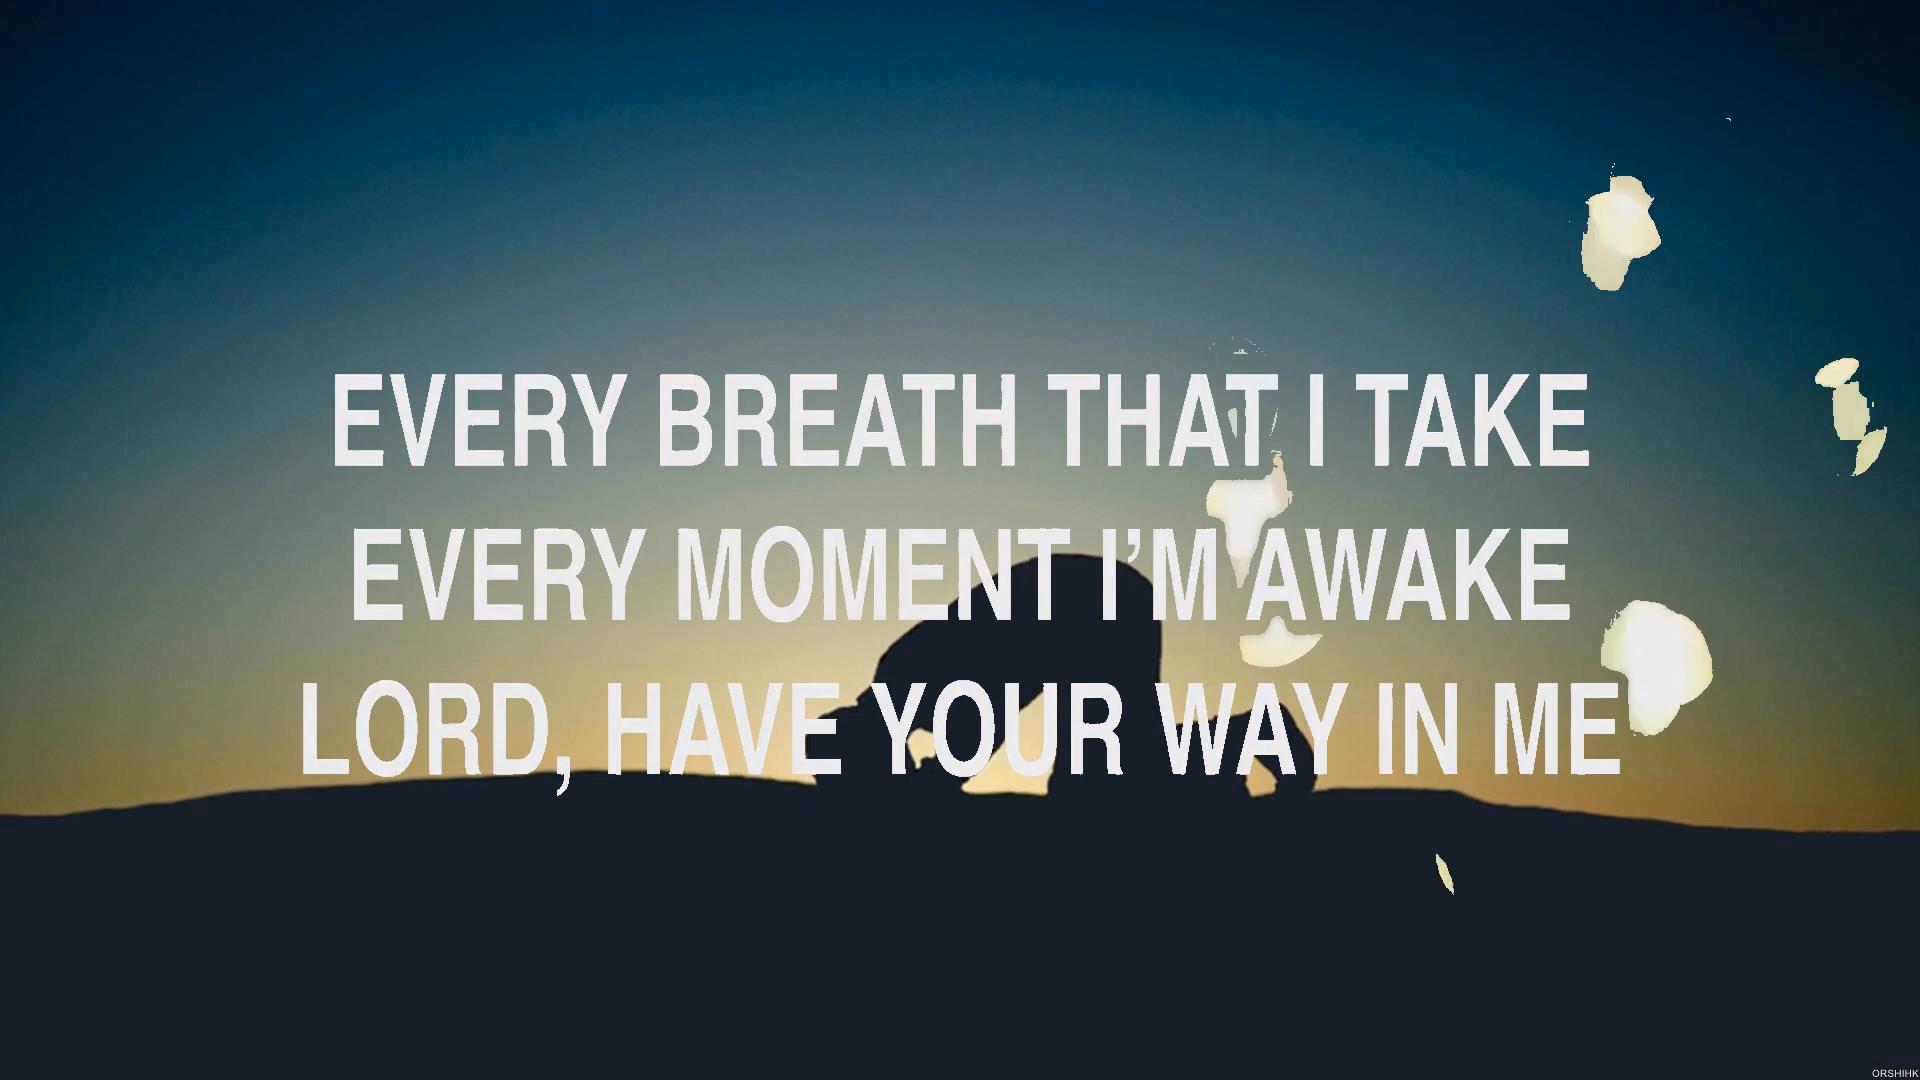 EVERY BREATH THAT I TAKE
EVERY MOMENT I’M AWAKE
LORD, HAVE YOUR WAY IN ME
ORSHIHK